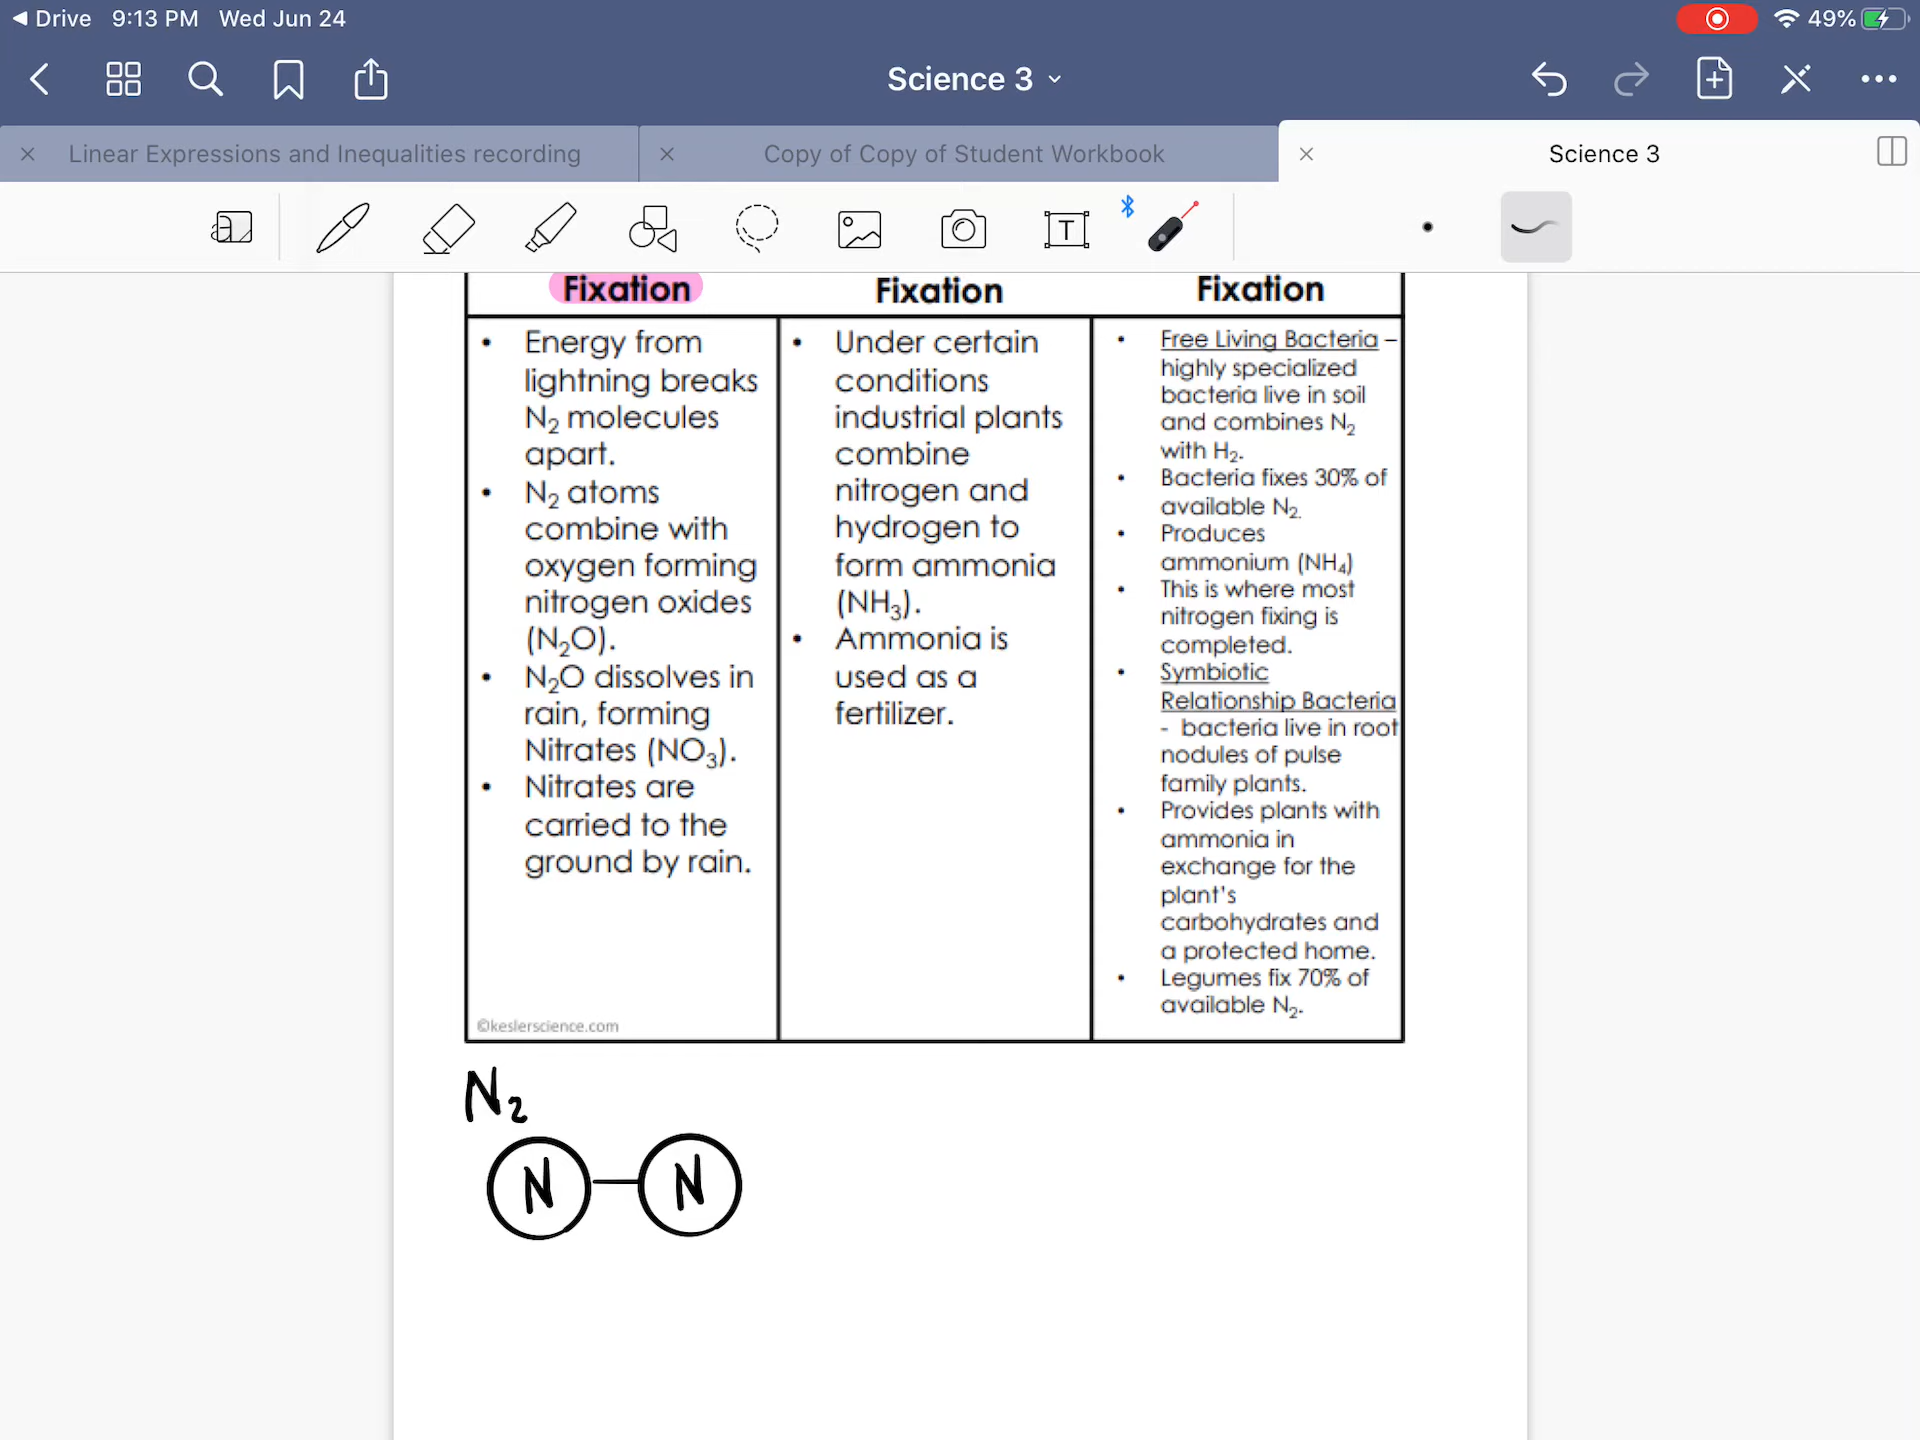 Drive 9:13 PM Wed Jun 24
49%
Science 3
Linear Expressions and Inequalities recording
Copy of Copy of Student Workbook
Science 3
T
Fixation
• Energy from
lightning breaks
N₂ molecules
apart.
• N₂ atoms
combine with
oxygen forming
nitrogen oxides
(N₂O).
• N₂O dissolves in
rain, forming
Nitrates (NO₃).
• Nitrates are
carried to the
ground by rain.
©keslerscience.com
Fixation
• Under certain
conditions
industrial plants
combine
nitrogen and
hydrogen to
form ammonia
(NH₃).
• Ammonia is
used as a
fertilizer.
Fixation
• Free Living Bacteria –
highly specialized
bacteria live in soil
and combines N₂
with H₂.
• Bacteria fixes 30% of
available N₂.
• Produces
ammonium (NH₄)
• This is where most
nitrogen fixing is
completed.
• Symbiotic
Relationship Bacteria
- bacteria live in root
nodules of pulse
family plants.
• Provides plants with
ammonia in
exchange for the
plant's
carbohydrates and
a protected home.
• Legumes fix 70% of
available N₂.
N₂
N N